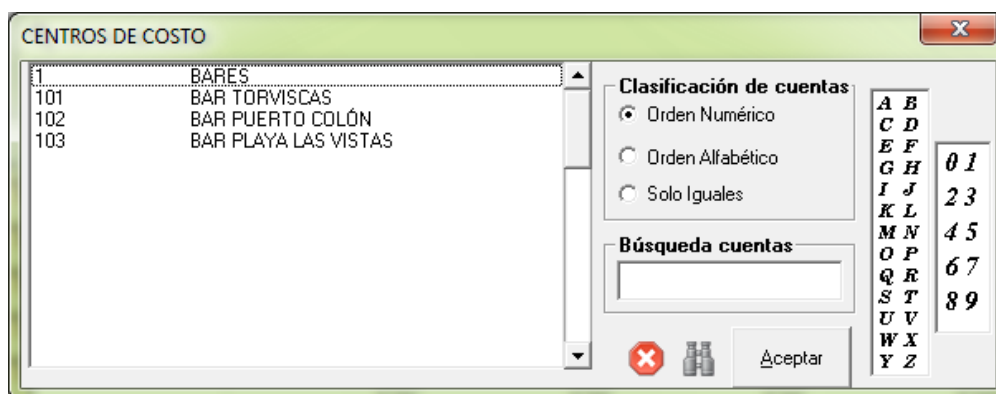 CENTROS DE COSTO
1 BARES
101 BAR TORVISCAS
102 BAR PUERTO COLÓN
103 BAR PLAYA LAS VISTAS
Clasificación de cuentas
Orden Numérico
Orden Alfabético
Solo Iguales
Búsqueda cuentas
Aceptar
A B
C D
E F
G H
I J
K L
M N
O P
Q R
S T
U V
W X
Y Z
0 1
2 3
4 5
6 7
8 9